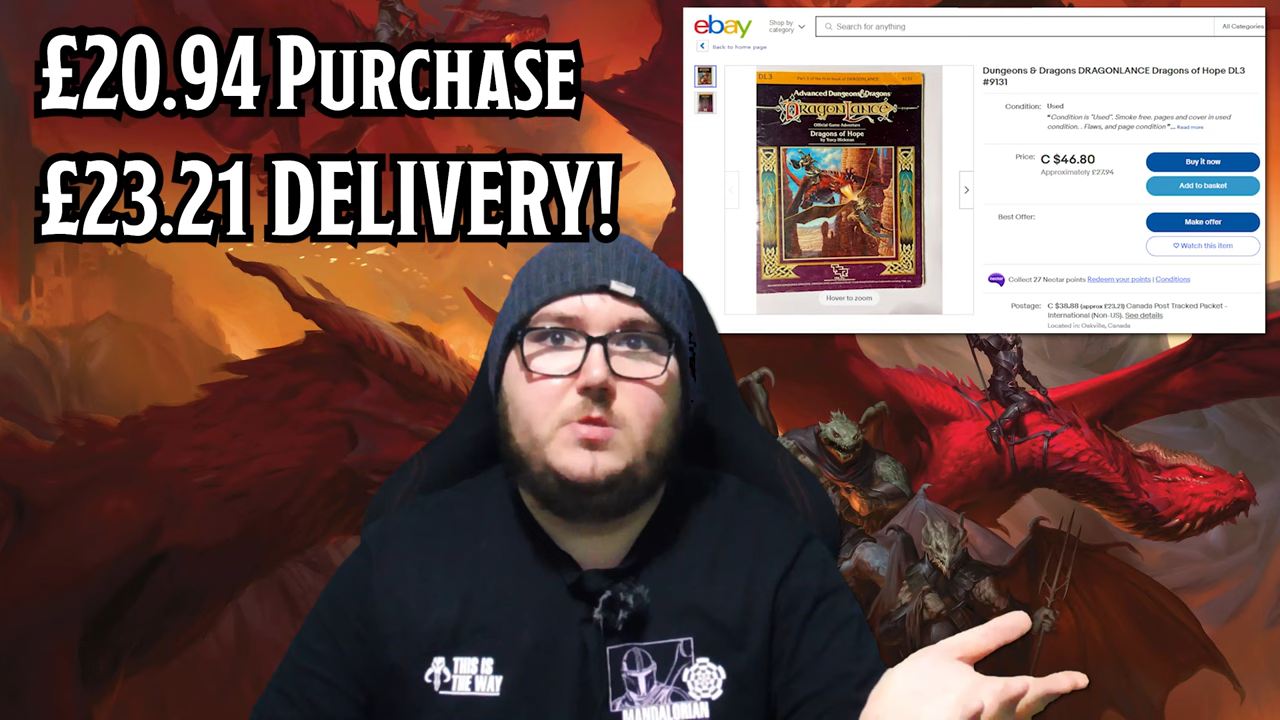 £20.94 Purchase
£23.21 DELIVERY!
ebay
Shop by
category
Search for anything
All Categories
Back to home page
DL3
Advanced Dungeons & Dragons
DRAGONLANCE
Official Game Adventure
Dragons of Hope
by Tracy Hickman
Hover to zoom
Dungeons & Dragons DRAGONLANCE Dragons of Hope DL3
#9131
Condition: Used
"Condition is "Used". Smoke free. pages and cover in used
condition. . Flaws, and page condition"... Read more
Price: C $46.80
Approximately £27.94
Buy it now
Add to basket
Best Offer:
Make offer
Watch this item
nectar
Collect 27 Nectar points Redeem your points | Conditions
Postage: C $38.88 (approx £23.21) Canada Post Tracked Packet -
International (Non-US). See details
Located in: Oakville, Canada
THIS IS
THE WAY
MANDALORIAN